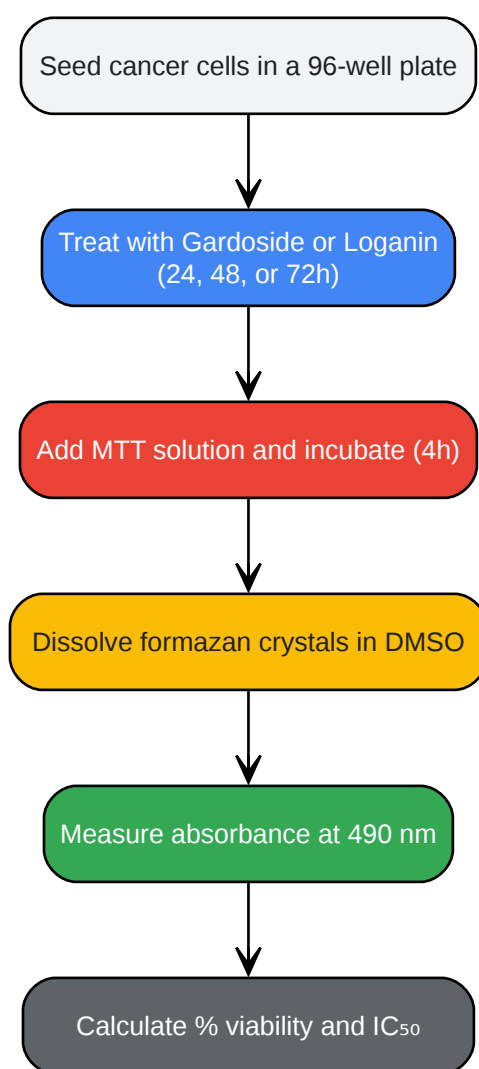 Seed cancer cells in a 96-well plate
Treat with Gardoside or Loganin
(24, 48, or 72h)
Add MTT solution and incubate (4h)
Dissolve formazan crystals in DMSO
Measure absorbance at 490 nm
Calculate % viability and IC₅₀